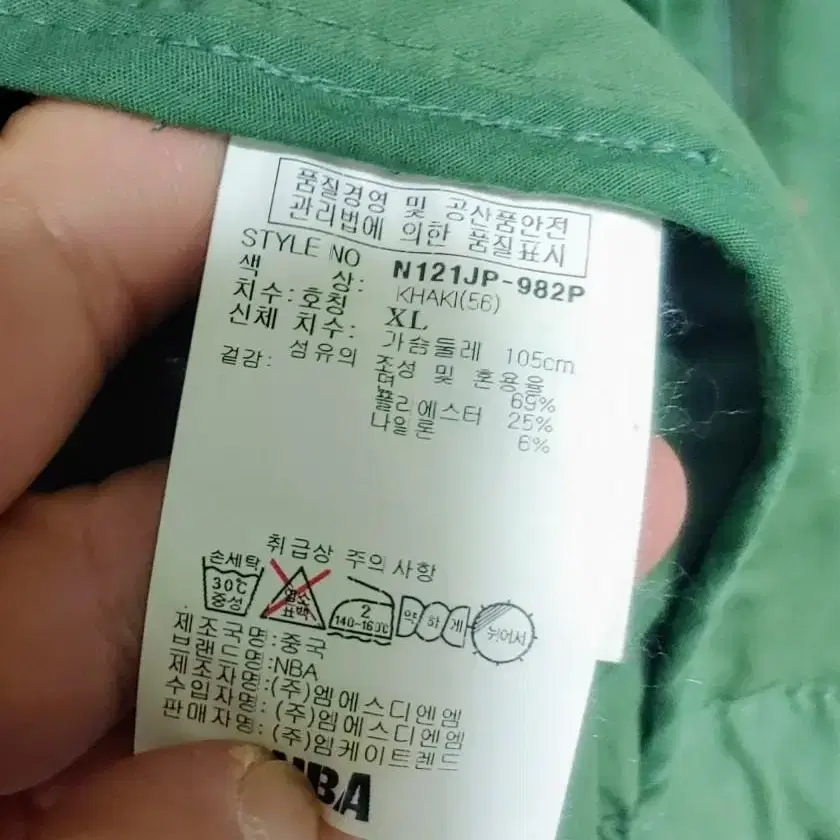 품질경영 및 공산품안전
관리법에 의한 품질표시
STYLE NO N121JP-982P
색 상: KHAKI(56)
치수:호칭 XL
신체 치수: 가슴둘레 105cm
겉감: 섬유의 조성 및 혼용율
면 69%
폴리에스터 25%
나일론 6%
취급상 주의사항
손세탁
30℃
중성
염소
표백
2
140~160℃
약하게
뉘어서
제조국명:중국
브랜드명:NBA
제조자명:(주)엠에스디엔엠
수입자명:(주)엠에스디엔엠
판매자명:(주)엠케이트렌드
NBA